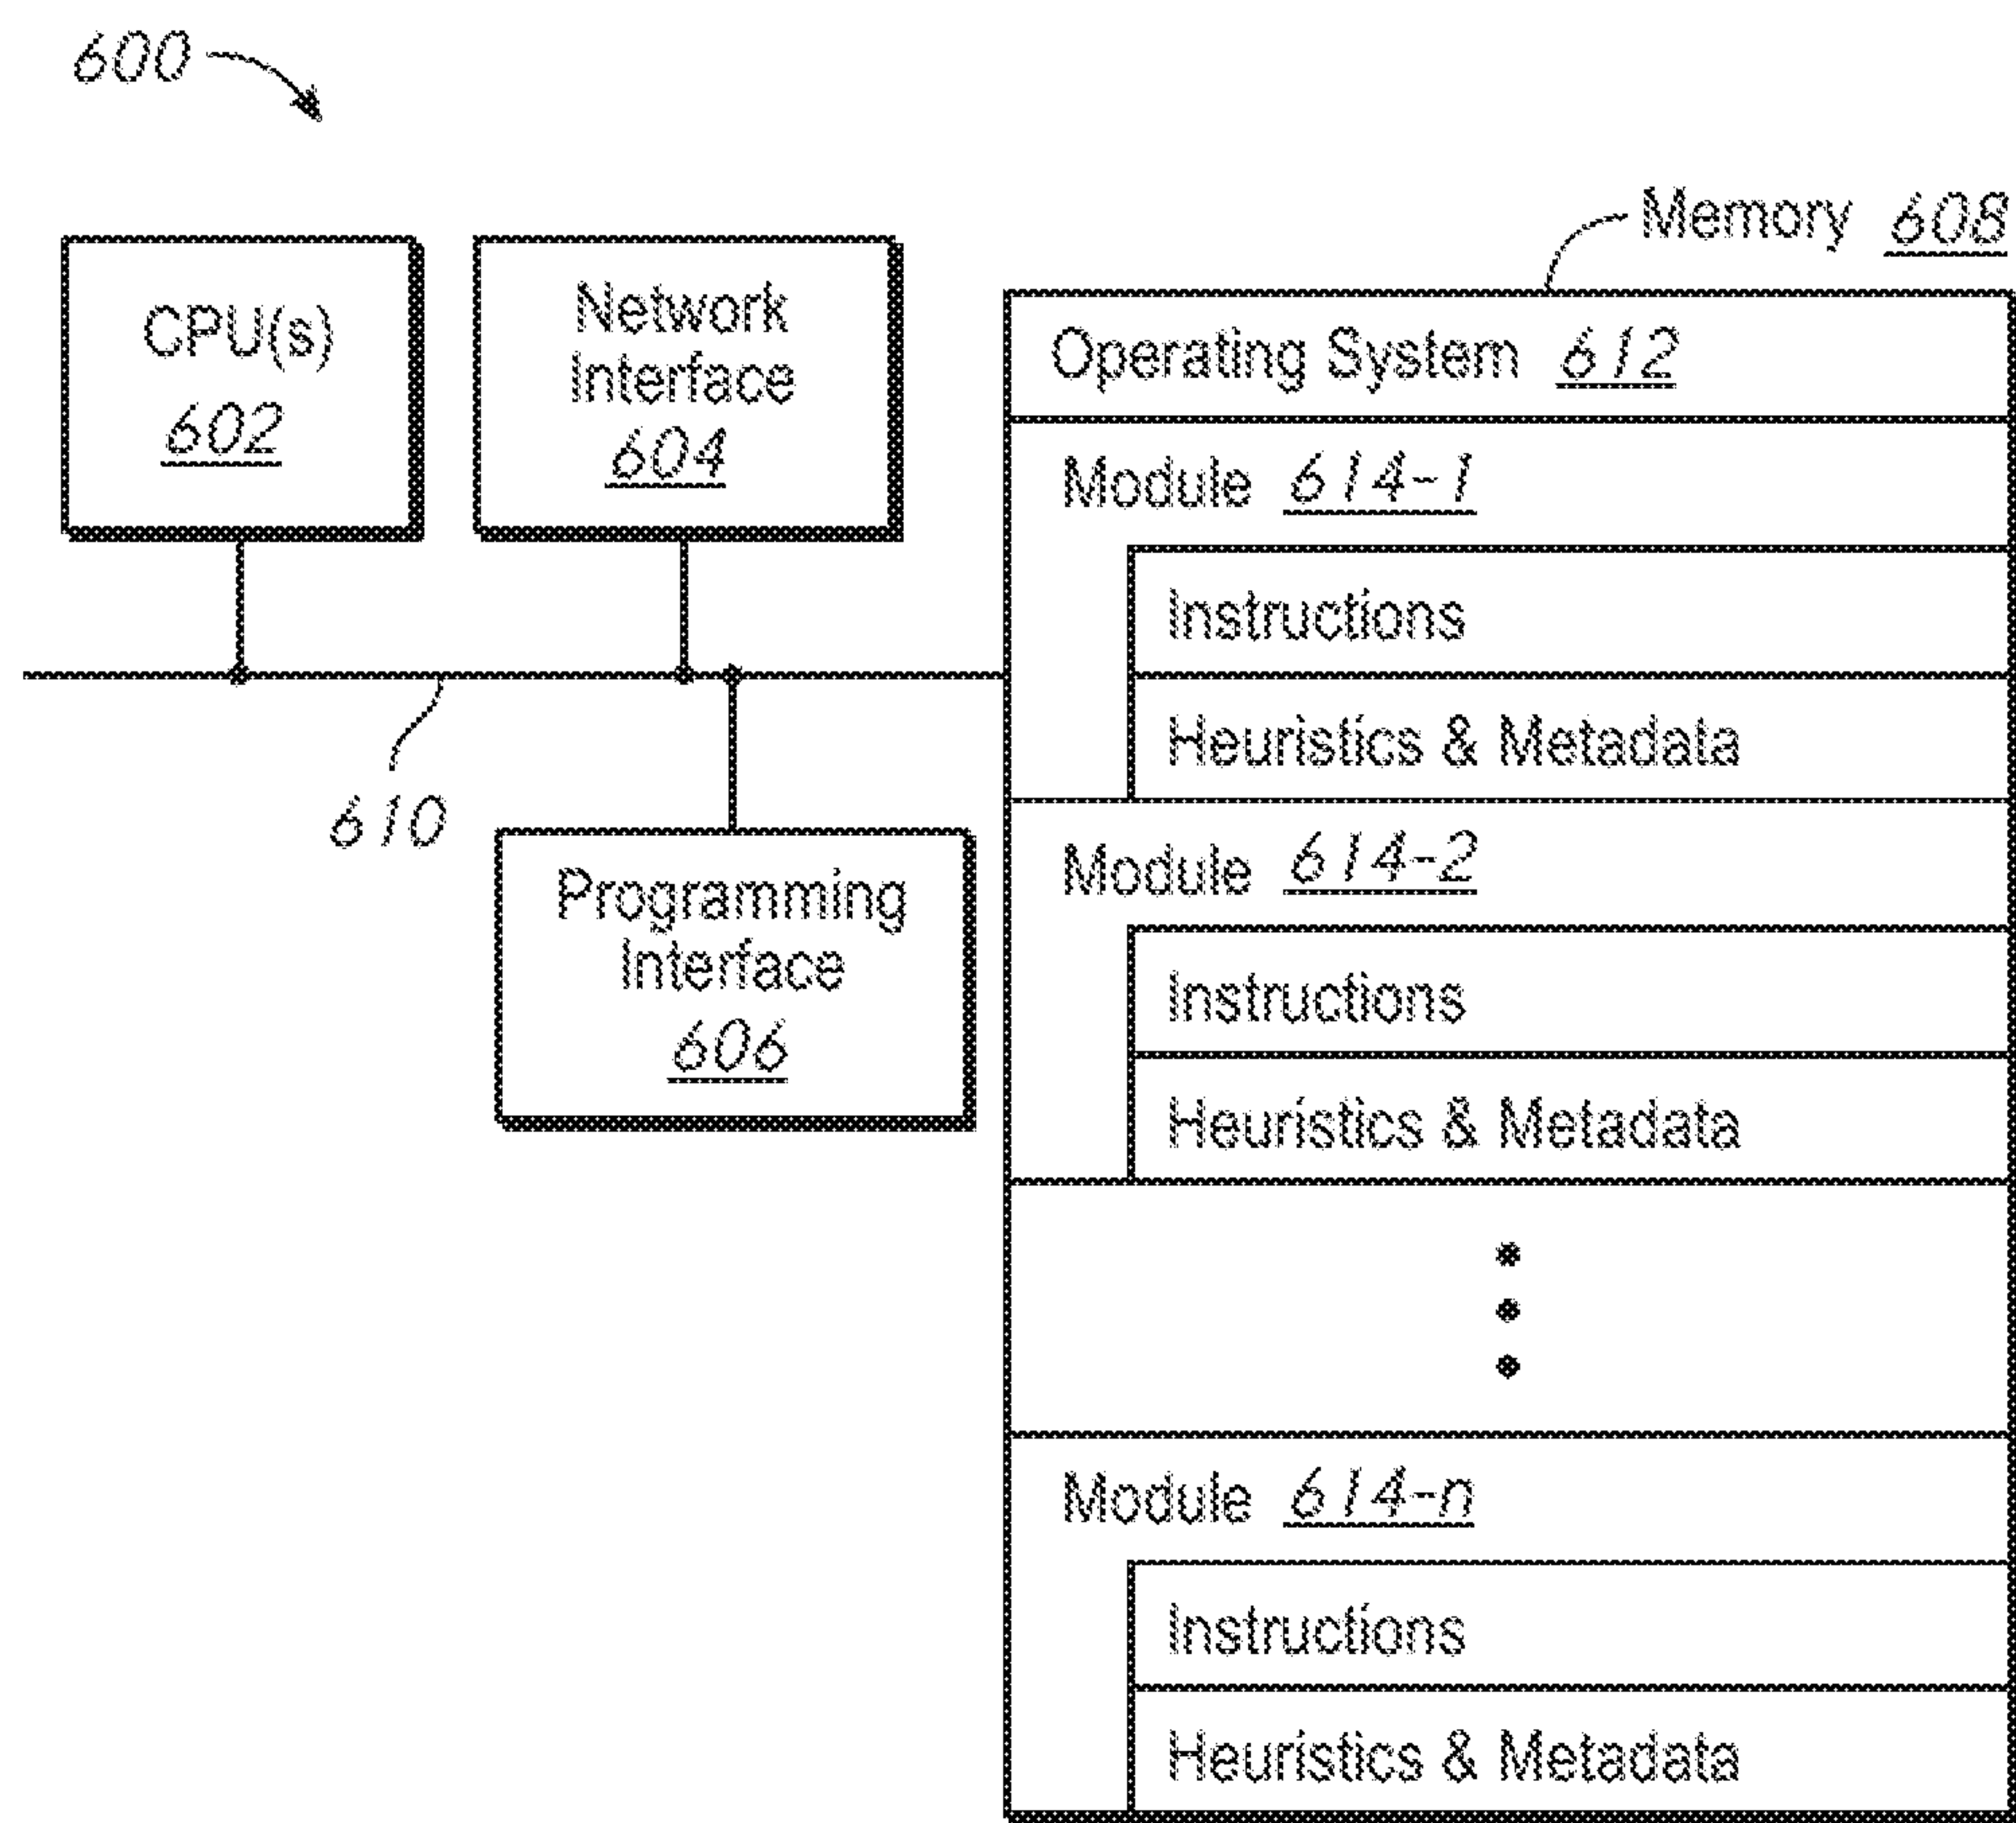 600
CPU(s)
602
Network
Interface
604
Memory 608
Operating System 612
Module 614-1
Instructions
Heuristics & Metadata
610
Programming
Interface
606
Module 614-2
Instructions
Heuristics & Metadata
Module 614-n
Instructions
Heuristics & Metadata